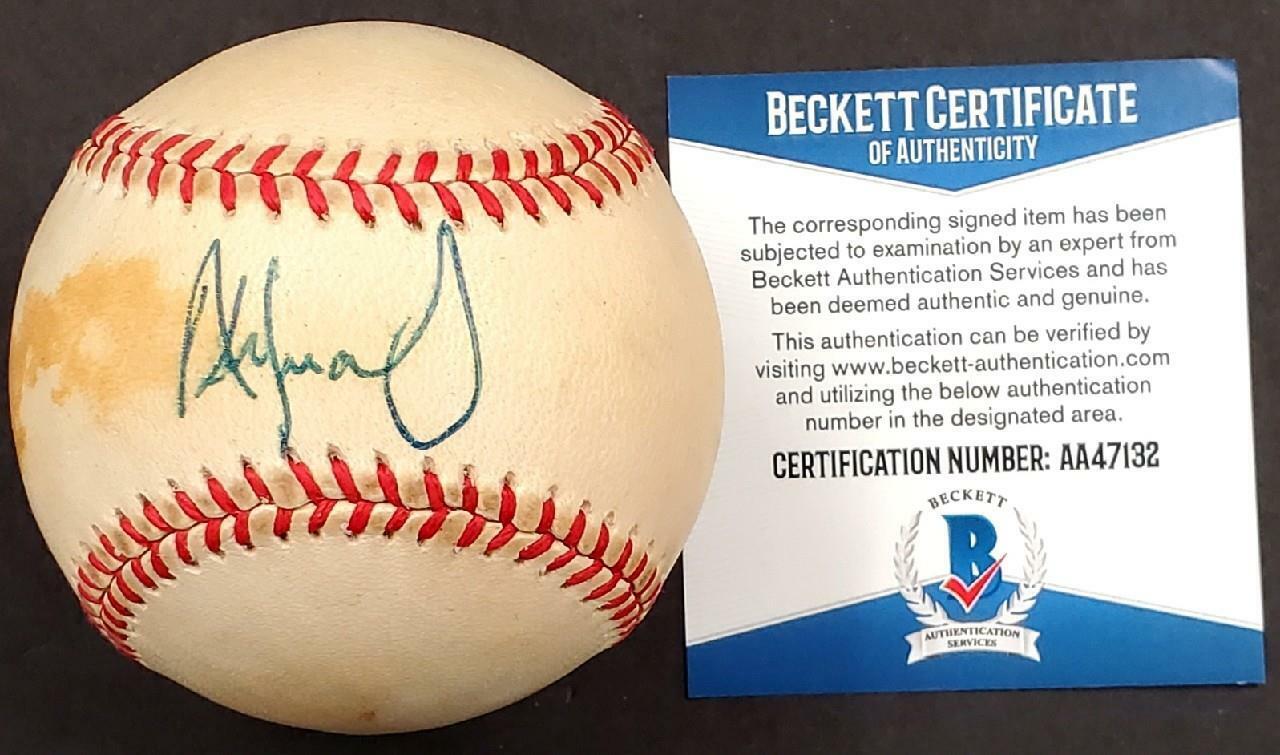 BECKETT CERTIFICATE
OF AUTHENTICITY
The corresponding signed item has been
subjected to examination by an expert from
Beckett Authentication Services and has
been deemed authentic and genuine.
This authentication can be verified by
visiting www.beckett-authentication.com
and utilizing the below authentication
number in the designated area.
CERTIFICATION NUMBER: AA47132
BECKETT
B
AUTHENTICATION
SERVICES